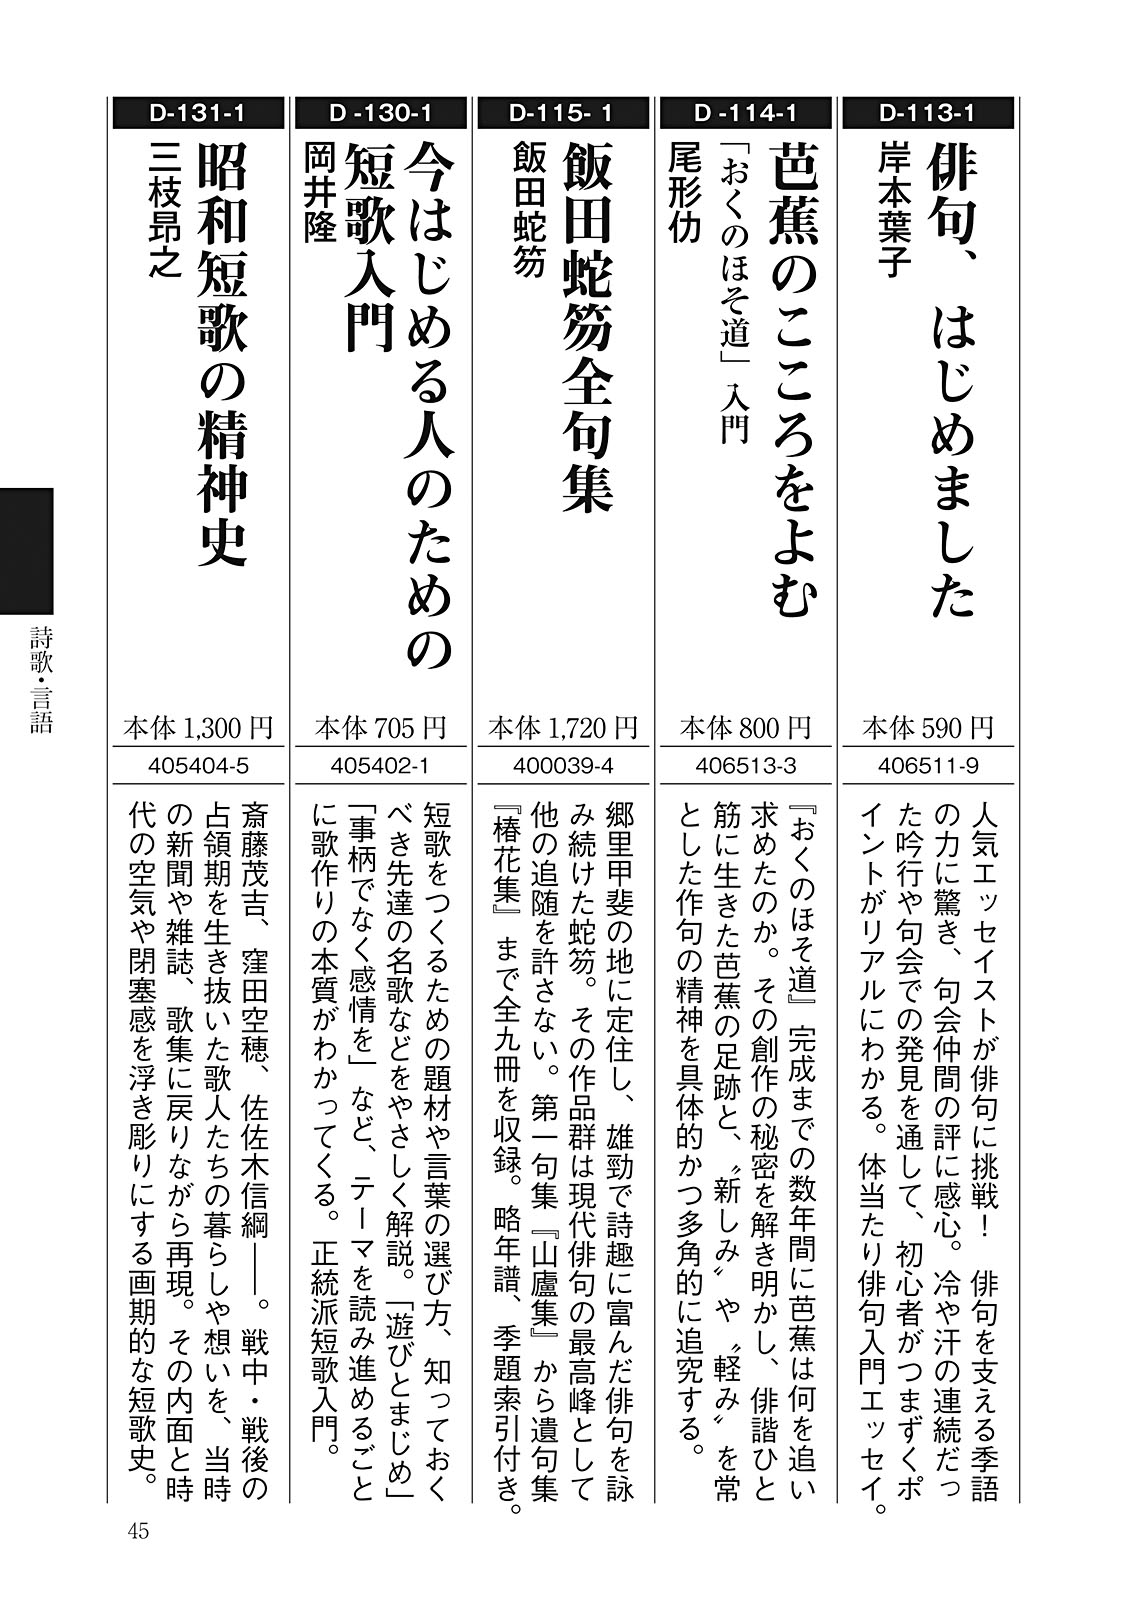 D-113-1
俳句、はじめました
岸本葉子
本体 590 円
406511-9
人気エッセイストが俳句に挑戦！　俳句を支える季語
の力に驚き、句会仲間の評に感心。冷や汗の連続だっ
た吟行や句会での発見を通して、初心者がつまずくポ
イントがリアルにわかる。体当たり俳句入門エッセイ。
D-114-1
芭蕉のこころをよむ
「おくのほそ道」入門
尾形仂
本体 800 円
406513-3
『おくのほそ道』完成までの数年間に芭蕉は何を追い
求めたのか。その創作の秘密を解き明かし、俳諧ひと
筋に生きた芭蕉の足跡と、〝新しみ〟や〝軽み〟を常
とした作句の精神を具体的かつ多角的に追究する。
D-115-1
飯田蛇笏全句集
飯田蛇笏
本体 1,720 円
400039-4
郷里甲斐の地に定住し、雄勁で詩趣に富んだ俳句を詠
み続けた蛇笏。その作品群は現代俳句の最高峰として
他の追随を許さない。第一句集『山廬集』から遺句集
『椿花集』まで全九冊を収録。略年譜、季題索引付き。
D-130-1
今はじめる人のための
短歌入門
岡井隆
本体 705 円
405402-1
短歌をつくるための題材や言葉の選び方、知っておく
べき先達の名歌などをやさしく解説。「遊びとまじめ」
「事柄でなく感情を」など、テーマを読み進めるごと
に歌作りの本質がわかってくる。正統派短歌入門。
D-131-1
昭和短歌の精神史
三枝昻之
本体 1,300 円
405404-5
斎藤茂吉、窪田空穂、佐佐木信綱――。戦中・戦後の
占領期を生き抜いた歌人たちの暮らしや想いを、当時
の新聞や雑誌、歌集に戻りながら再現。その内面と時
代の空気や閉塞感を浮き彫りにする画期的な短歌史。
詩歌・言語
45